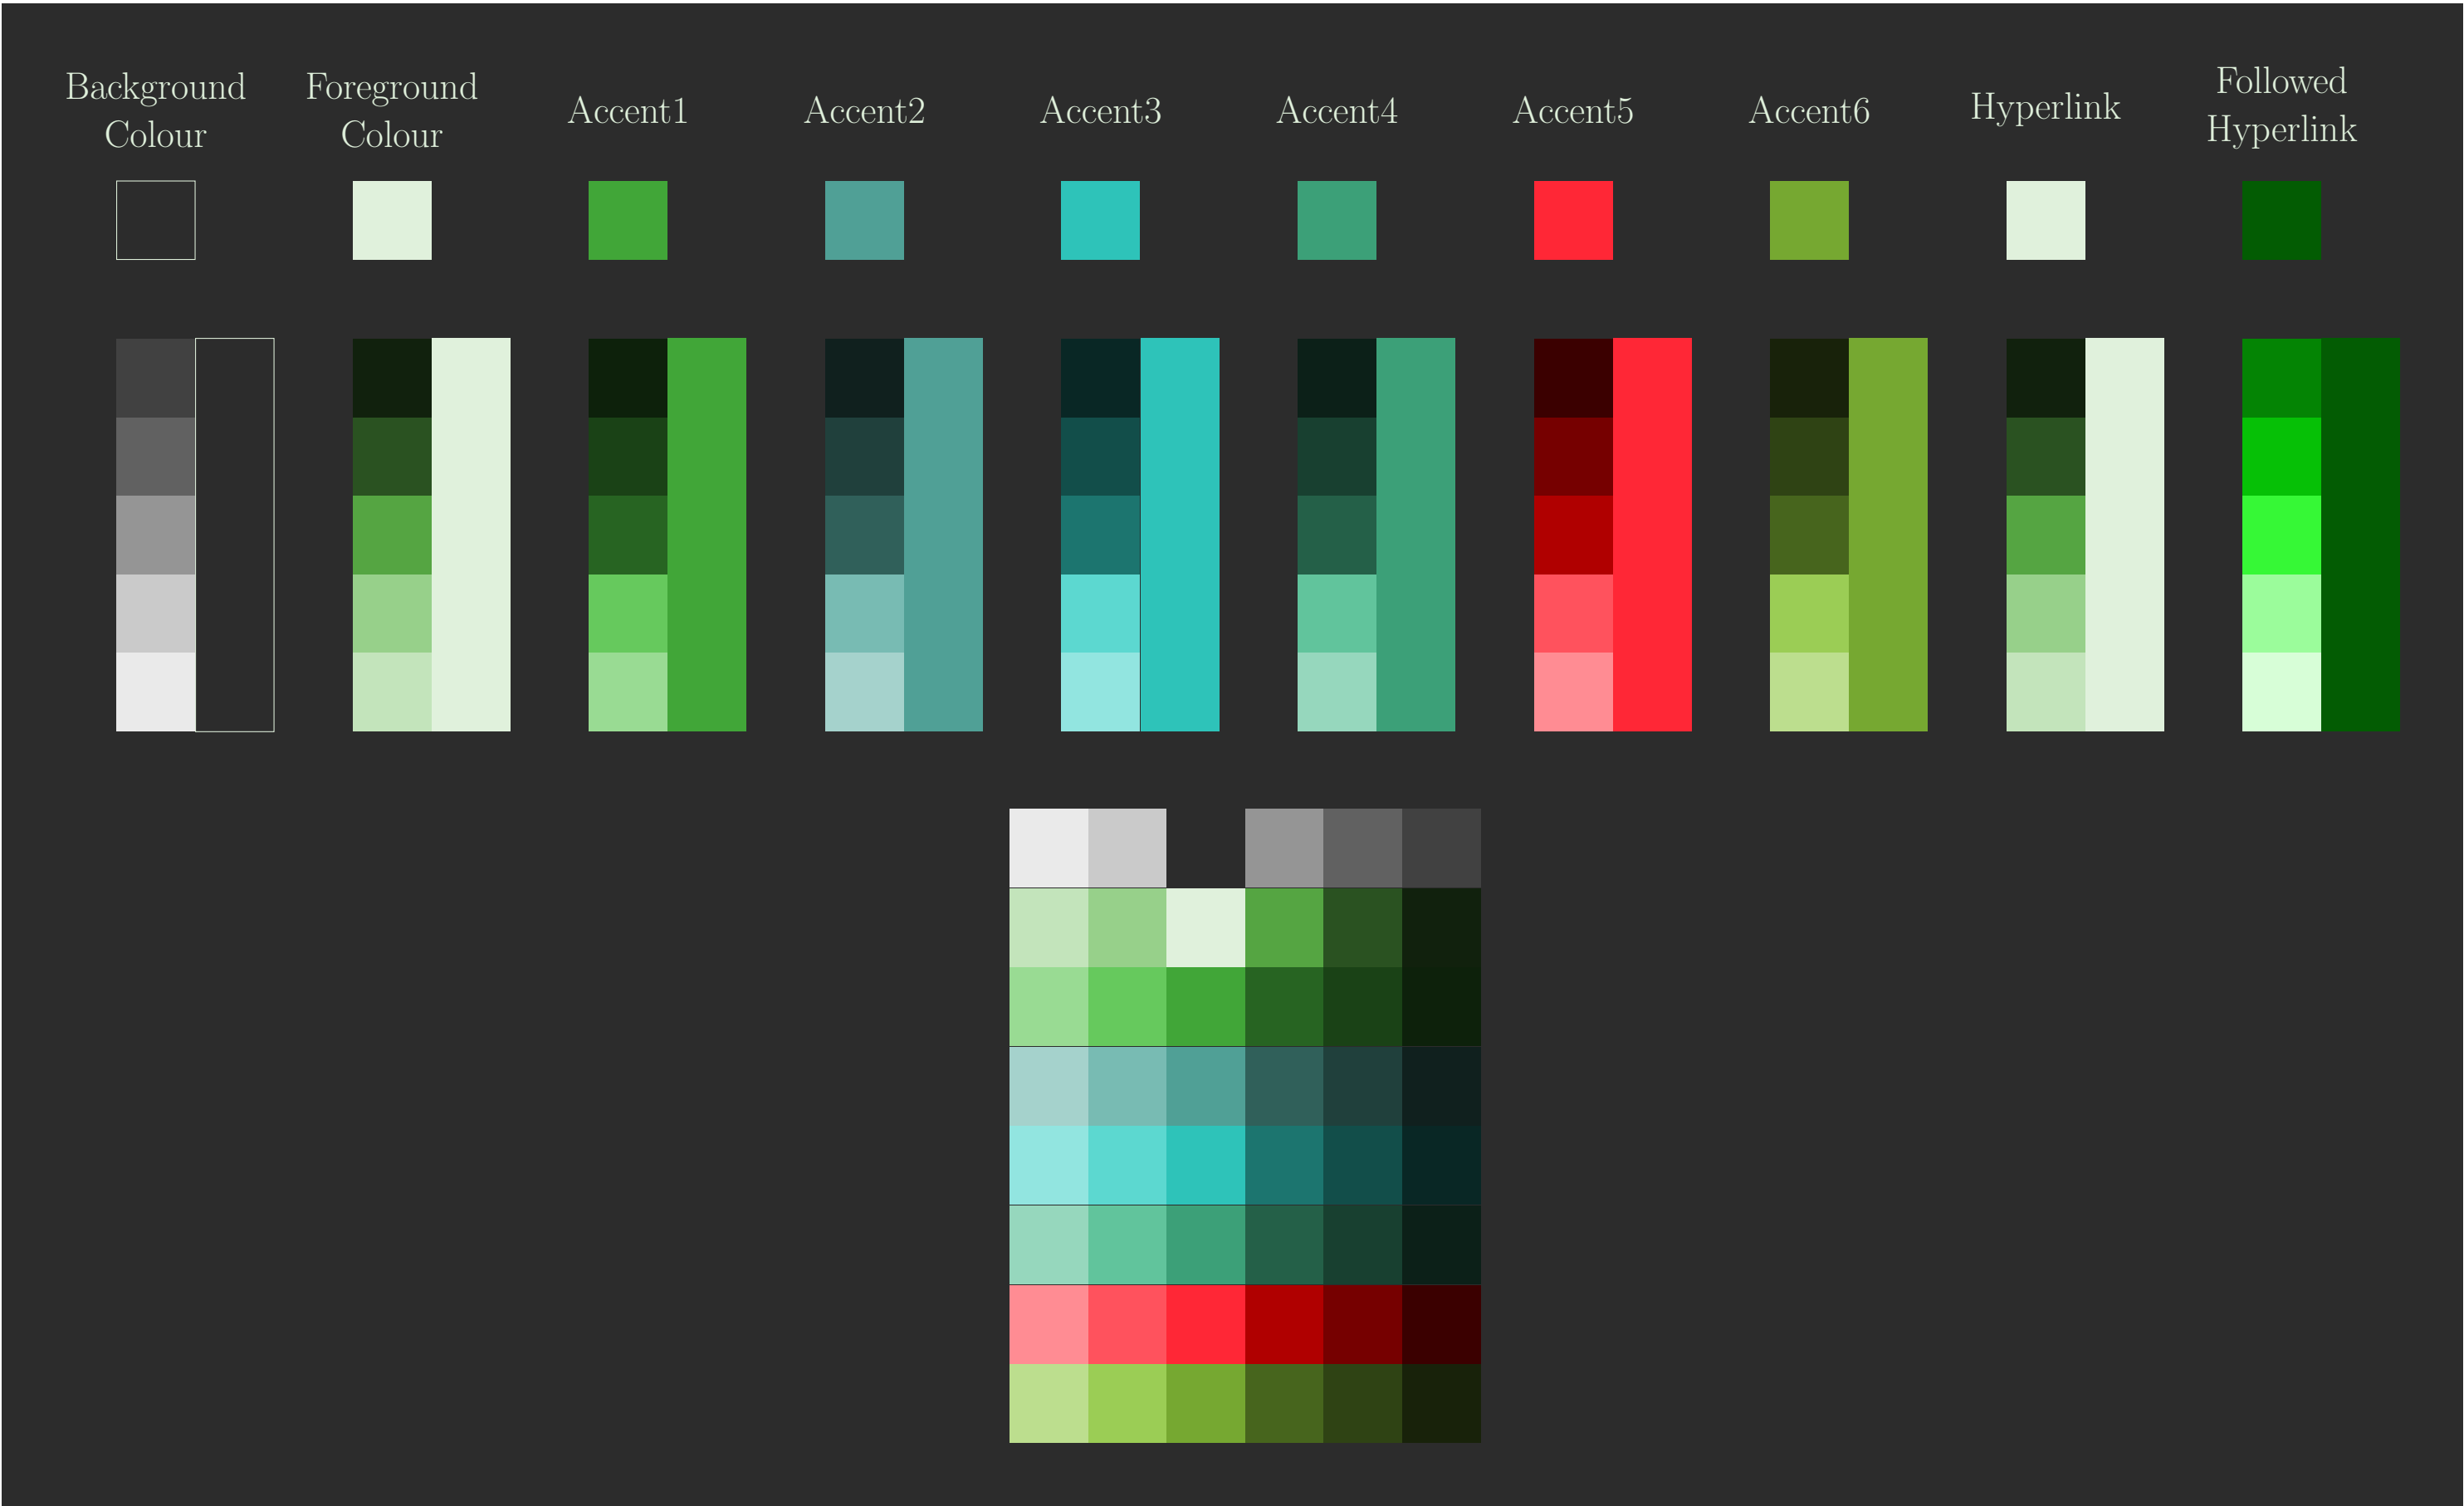 Background
Colour
Foreground
Colour
Accent1
Accent2
Accent3
Accent4
Accent5
Accent6
Hyperlink
Followed
Hyperlink